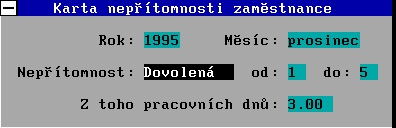 Karta nepřítomnosti zaměstnance
Rok: 1995 Měsíc: prosinec
Nepřítomnost: Dovolená od: 1 do: 5
Z toho pracovních dnů: 3.00